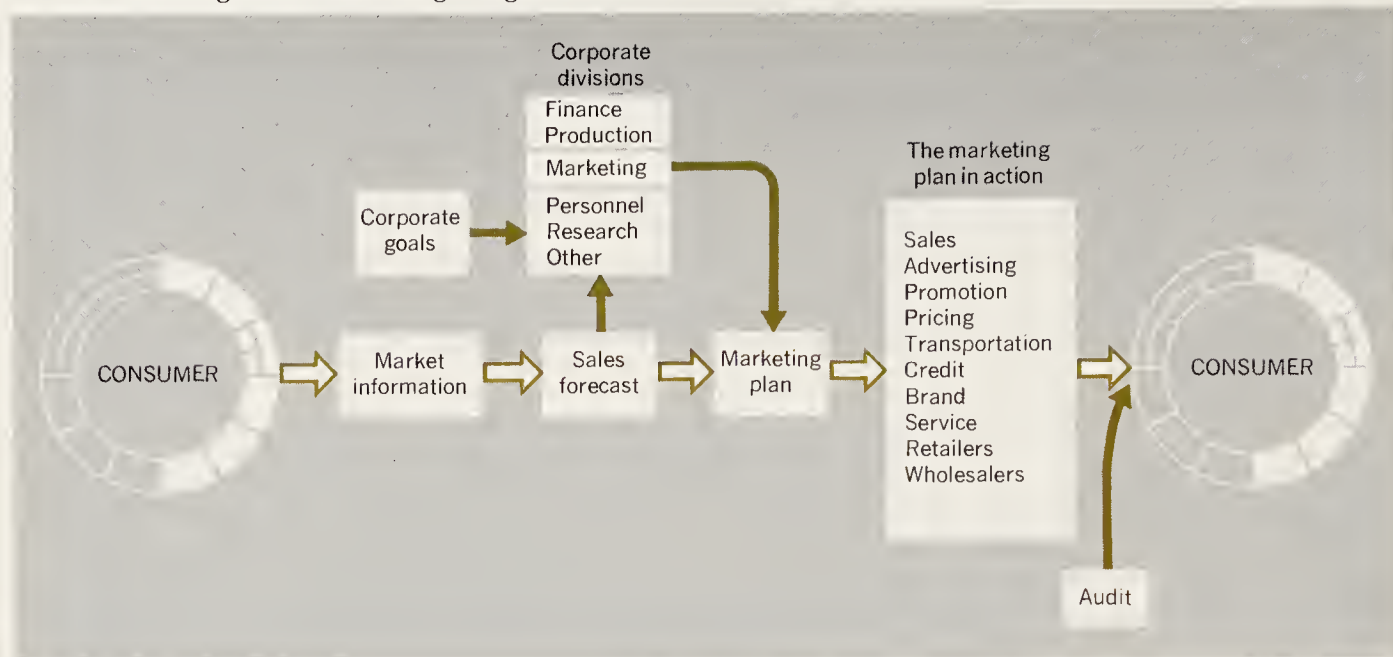 Corporate
divisions
Finance
Production
Marketing
Personnel
Research
Other
Corporate
goals
CONSUMER
Market
information
Sales
forecast
Marketing
plan
The marketing
plan in action
Sales
Advertising
Promotion
Pricing
Transportation
Credit
Brand
Service
Retailers
Wholesalers
CONSUMER
Audit